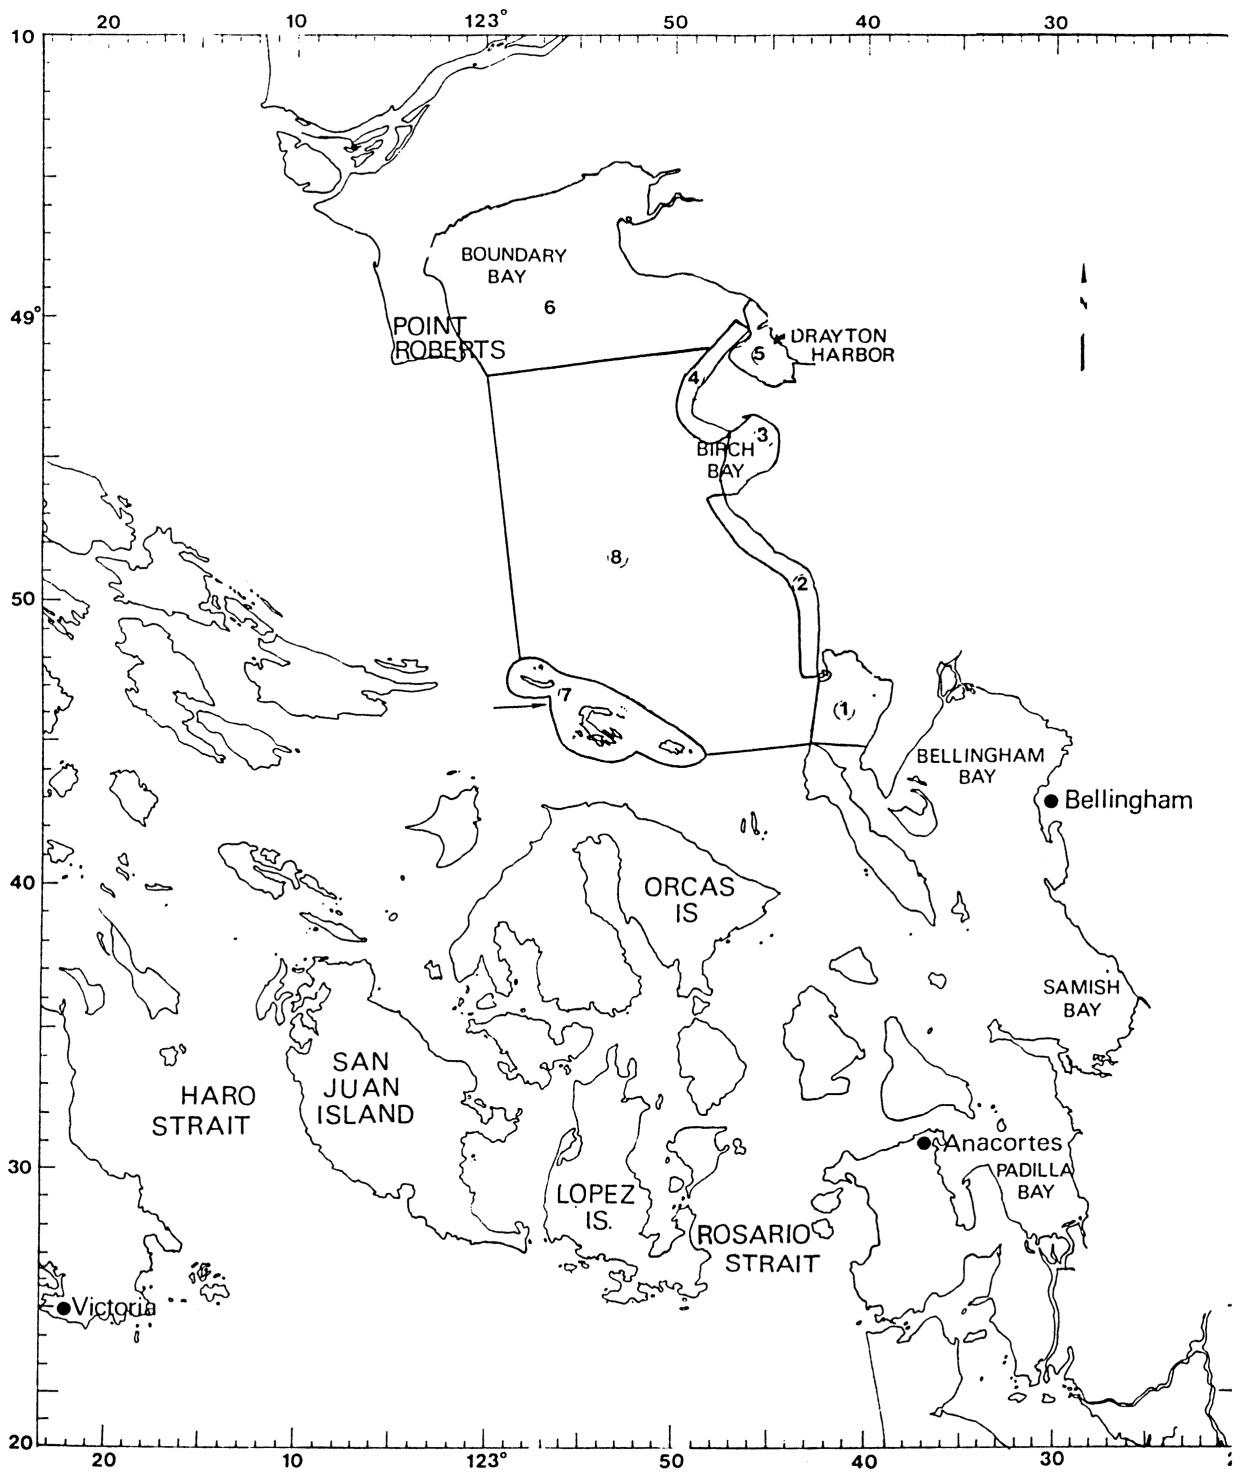 20 10 123° 50 40 30
10
BOUNDARY
BAY
6
49°
POINT
ROBERTS
DRAYTON
HARBOR
5
4
3
BIRCH
BAY
8
2
50
7
1
BELLINGHAM
BAY
Bellingham
40
ORCAS
IS
SAMISH
BAY
SAN
JUAN
ISLAND
HARO
STRAIT
Anacortes
30
PADILLA
BAY
LOPEZ
IS.
ROSARIO
STRAIT
Victoria
20
20 10 123° 50 40 30